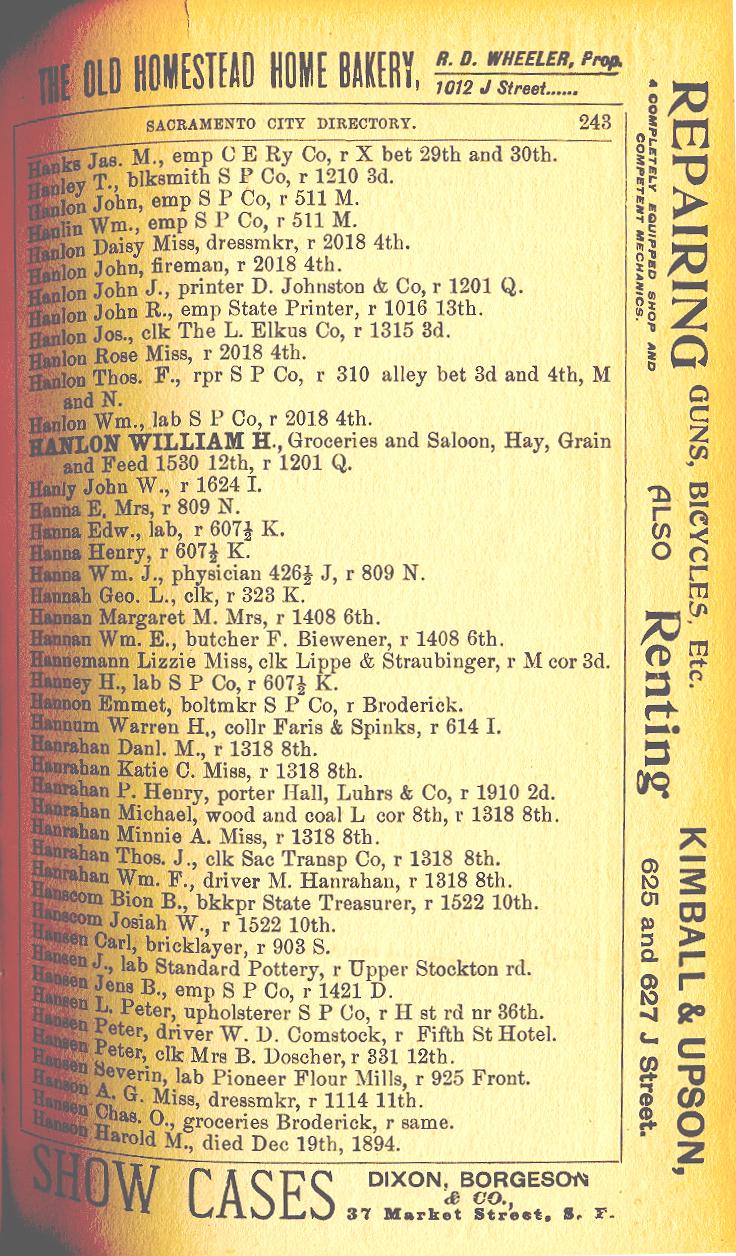 THE OLD HOMESTEAD HOME BAKERY,
R. D. WHEELER, Prop.
1012 J Street......
SACRAMENTO CITY DIRECTORY. 243
Hanks Jas. M., emp C E Ry Co, r X bet 29th and 30th.
Hanley T., blksmith S P Co, r 1210 3d.
Hanlon John, emp S P Co, r 511 M.
Hanlin Wm., emp S P Co, r 511 M.
Hanlon Daisy Miss, dressmkr, r 2018 4th.
Hanlon John, fireman, r 2018 4th.
Hanlon John J., printer D. Johnston & Co, r 1201 Q.
Hanlon John R., emp State Printer, r 1016 13th.
Hanlon Jos., clk The L. Elkus Co, r 1315 3d.
Hanlon Rose Miss, r 2018 4th.
Hanlon Thos. F., rpr S P Co, r 310 alley bet 3d and 4th, M
and N.
Hanlon Wm., lab S P Co, r 2018 4th.
HANLON WILLIAM H., Groceries and Saloon, Hay, Grain
and Feed 1530 12th, r 1201 Q.
Hanly John W., r 1624 I.
Hanna E, Mrs, r 809 N.
Hanna Edw., lab, r 607½ K.
Hanna Henry, r 607½ K.
Hanna Wm. J., physician 426½ J, r 809 N.
Hannah Geo. L., clk, r 323 K.
Hannan Margaret M. Mrs, r 1408 6th.
Hannan Wm. E., butcher F. Biewener, r 1408 6th.
Hannemann Lizzie Miss, clk Lippe & Straubinger, r M cor 3d.
Hanney H., lab S P Co, r 607½ K.
Hannon Emmet, boltmkr S P Co, r Broderick.
Hannum Warren H., collr Faris & Spinks, r 614 I.
Hanrahan Danl. M., r 1318 8th.
Hanrahan Katie C. Miss, r 1318 8th.
Hanrahan P. Henry, porter Hall, Luhrs & Co, r 1910 2d.
Hanrahan Michael, wood and coal L cor 8th, r 1318 8th.
Hanrahan Minnie A. Miss, r 1318 8th.
Hanrahan Thos. J., clk Sac Transp Co, r 1318 8th.
Hanrahan Wm. F., driver M. Hanrahan, r 1318 8th.
Hanscom Bion B., bkkpr State Treasurer, r 1522 10th.
Hanscom Josiah W., r 1522 10th.
Hansen Carl, bricklayer, r 903 S.
Hansen J., lab Standard Pottery, r Upper Stockton rd.
Hansen Jens B., emp S P Co, r 1421 D.
Hansen L. Peter, upholsterer S P Co, r H st rd nr 36th.
Hansen Peter, driver W. D. Comstock, r Fifth St Hotel.
Hansen Peter, clk Mrs B. Doscher, r 331 12th.
Hansen Severin, lab Pioneer Flour Mills, r 925 Front.
Hanson A. G. Miss, dressmkr, r 1114 11th.
Hansen Chas. O., groceries Broderick, r same.
Hanson Harold M., died Dec 19th, 1894.
SHOW CASES
DIXON, BORGESON
& CO.,
37 Market Street, S. F.
REPAIRING GUNS, BICYCLES, Etc.
KIMBALL & UPSON,
A COMPLETELY EQUIPPED SHOP AND
COMPETENT MECHANICS.
ALSO Renting
625 and 627 J Street.